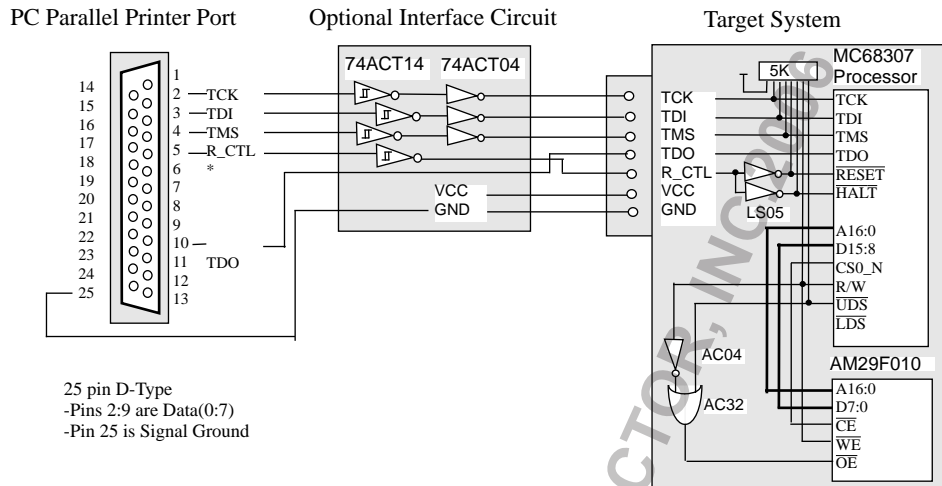 PC Parallel Printer Port
Optional Interface Circuit
Target System
14
15
16
17
18
19
20
21
22
23
24
25
1
2
3
4
5
6
7
8
9
10
11
12
13
TCK
TDI
TMS
R_CTL
*
TDO
74ACT14
74ACT04
VCC
GND
TCK
TDI
TMS
TDO
R_CTL
VCC
GND
5K
LS05
MC68307
Processor
TCK
TDI
TMS
TDO
RESET
HALT
A16:0
D15:8
CS0_N
R/W
UDS
LDS
AC04
AC32
AM29F010
A16:0
D7:0
CE
WE
OE
25 pin D-Type
-Pins 2:9 are Data(0:7)
-Pin 25 is Signal Ground
CTOR, INC.2006